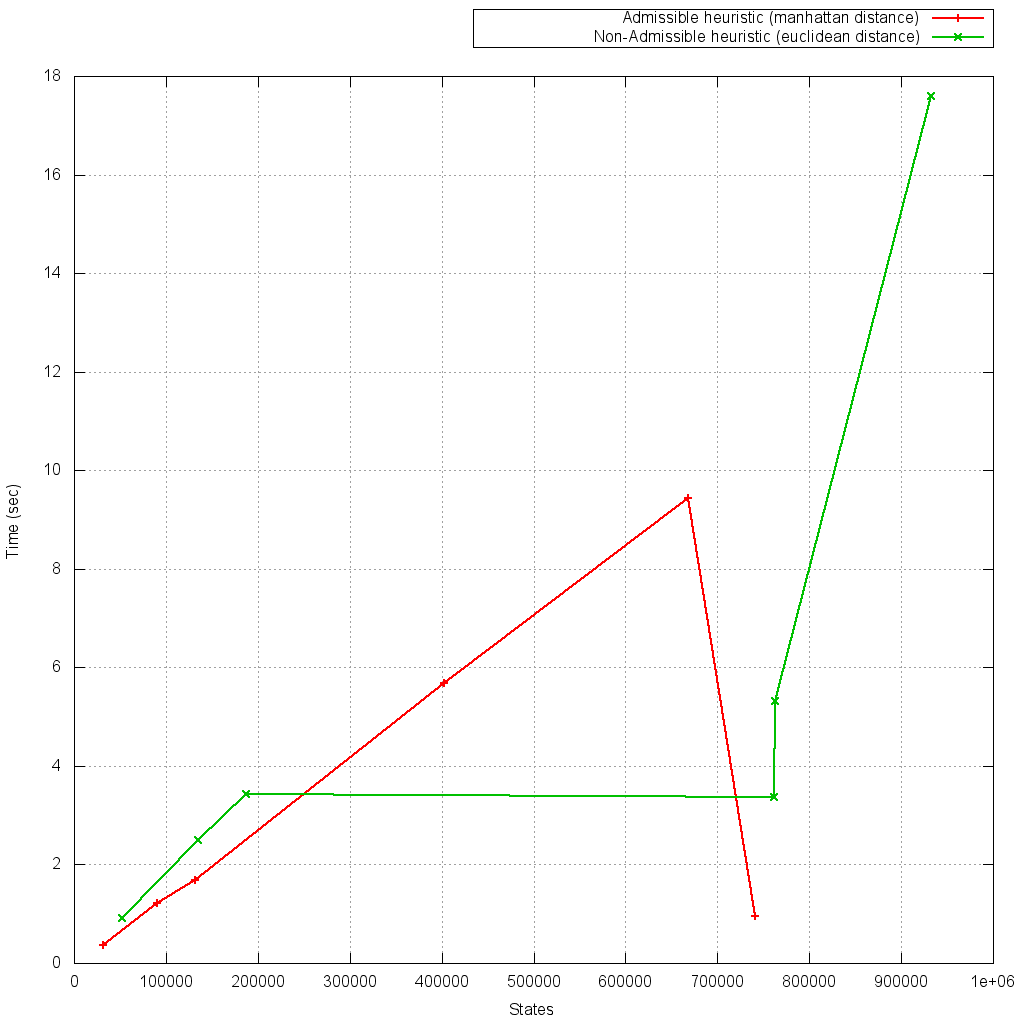 Admissible heuristic (manhattan distance)
Non-Admissible heuristic (euclidean distance)
18
16
14
12
10
8
6
4
2
0
Time (sec)
0 100000 200000 300000 400000 500000 600000 700000 800000 900000 1e+06
States